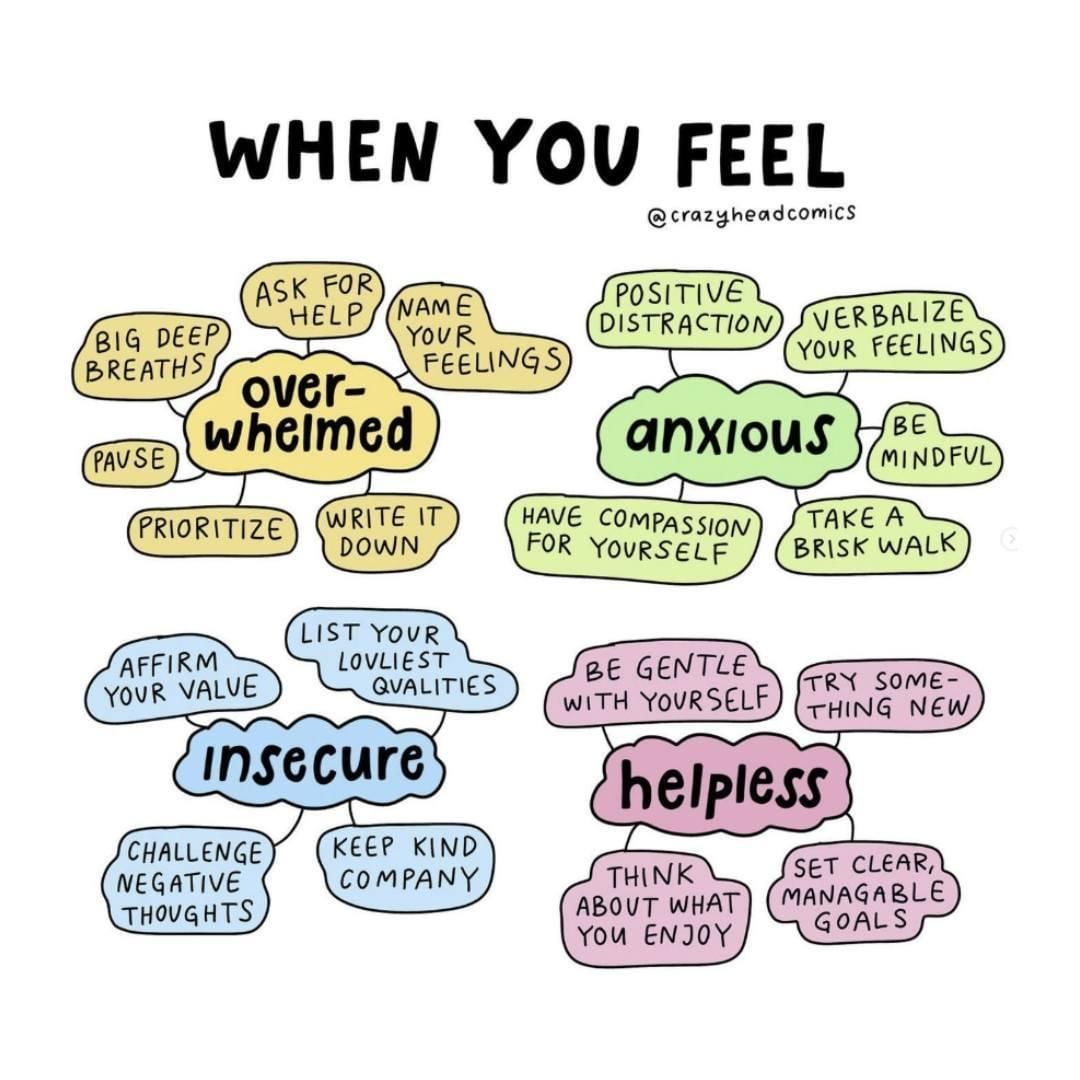 WHEN YOU FEEL
@crazyheadcomics
ASK FOR
HELP
NAME
YOUR
FEELINGS
BIG DEEP
BREATHS
over-
whelmed
PAUSE
PRIORITIZE
WRITE IT
DOWN
POSITIVE
DISTRACTION
VERBALIZE
YOUR FEELINGS
anxious
BE
MINDFUL
HAVE COMPASSION
FOR YOURSELF
TAKE A
BRISK WALK
AFFIRM
YOUR VALUE
LIST YOUR
LOVLIEST
QUALITIES
insecure
CHALLENGE
NEGATIVE
THOUGHTS
KEEP KIND
COMPANY
BE GENTLE
WITH YOURSELF
TRY SOME-
THING NEW
helpless
THINK
ABOUT WHAT
YOU ENJOY
SET CLEAR,
MANAGABLE
GOALS